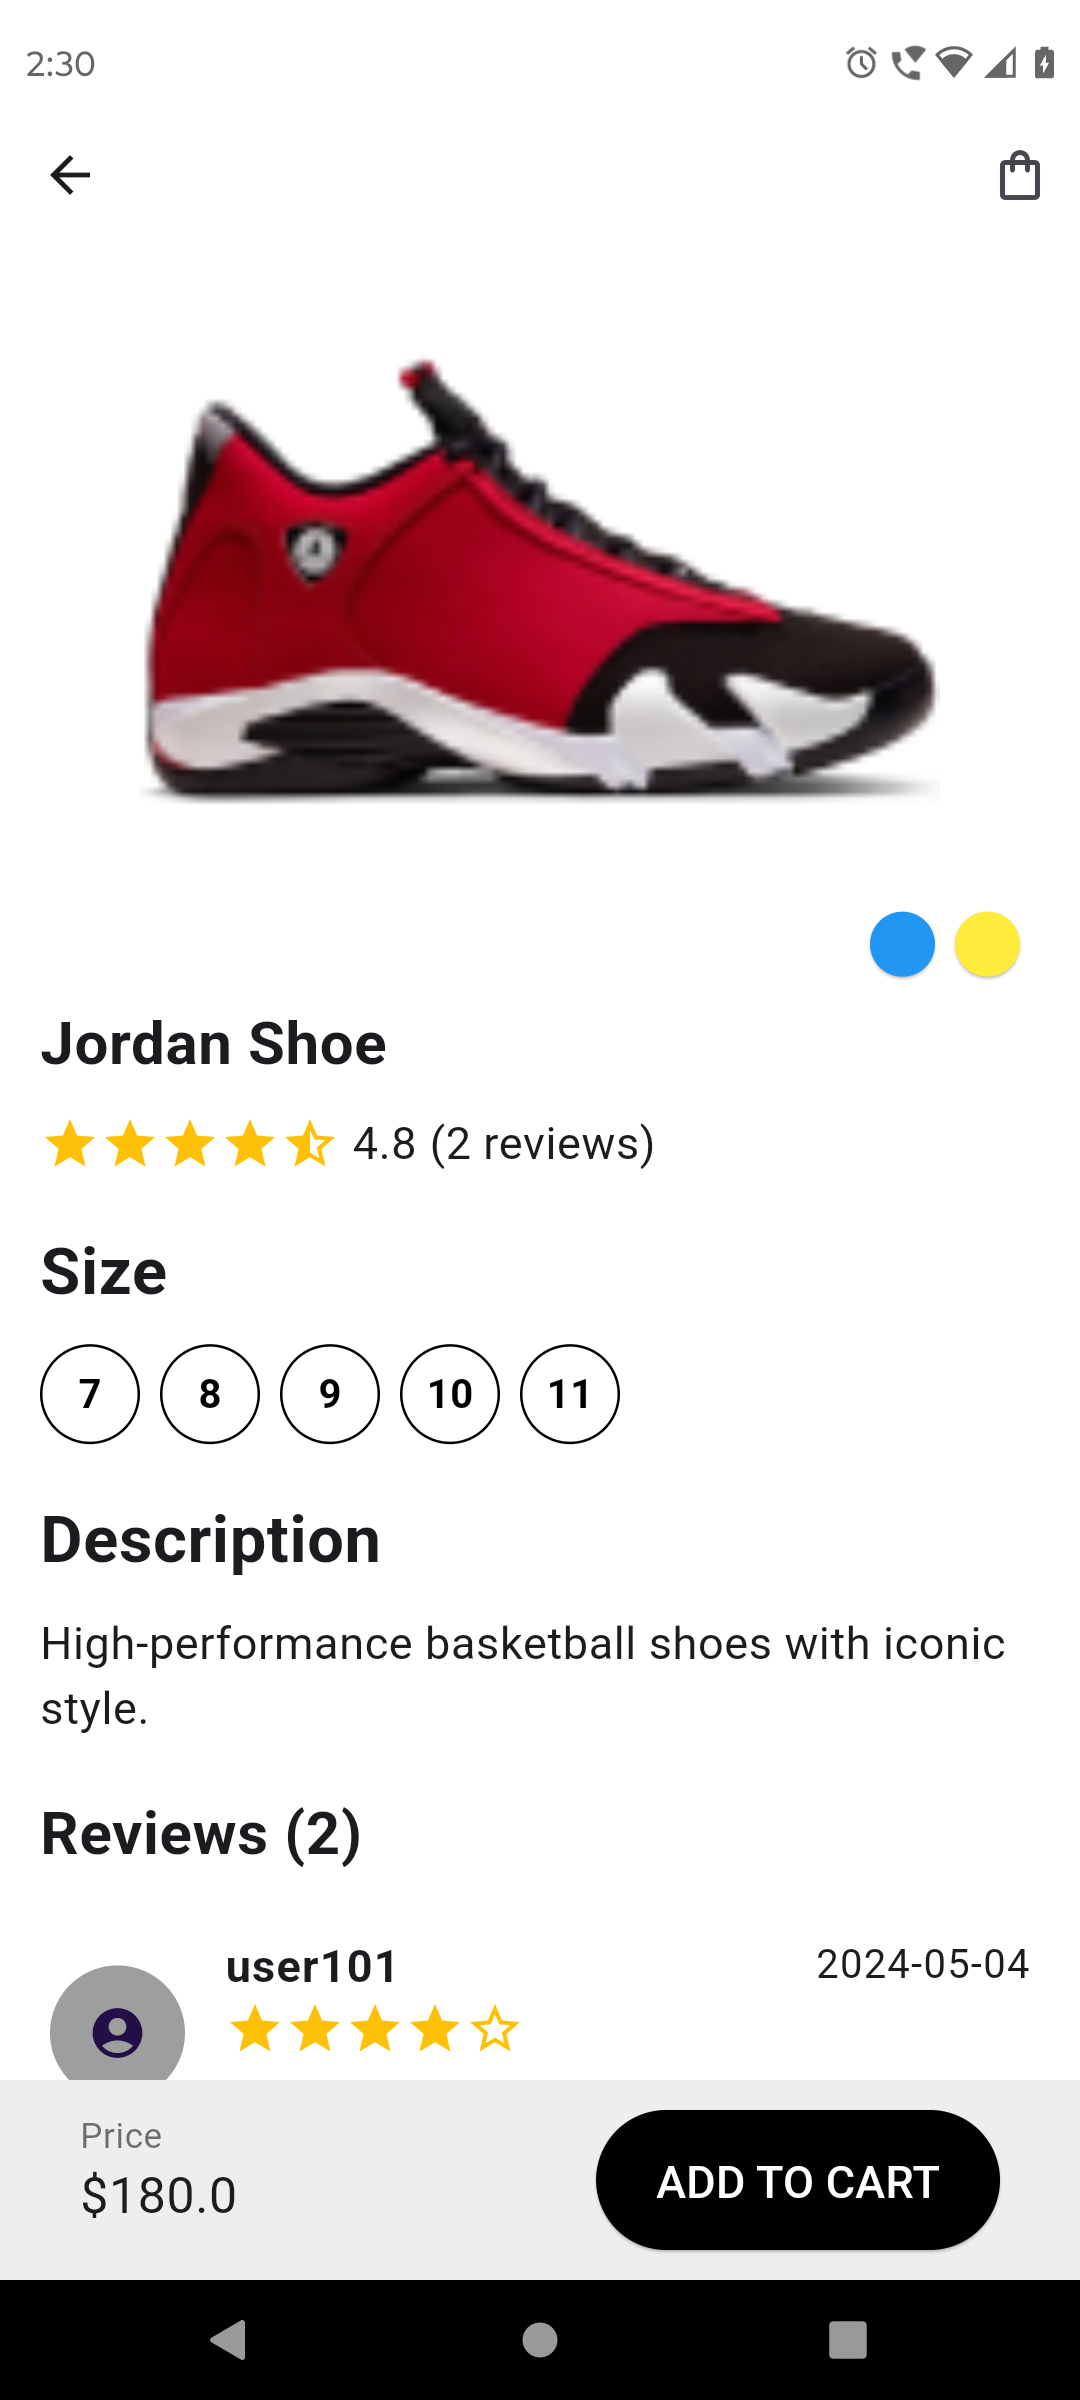 2:30
Jordan Shoe
4.8 (2 reviews)
Size
7 8 9 10 11
Description
High-performance basketball shoes with iconic
style.
Reviews (2)
user101 2024-05-04
Price
$180.0
ADD TO CART